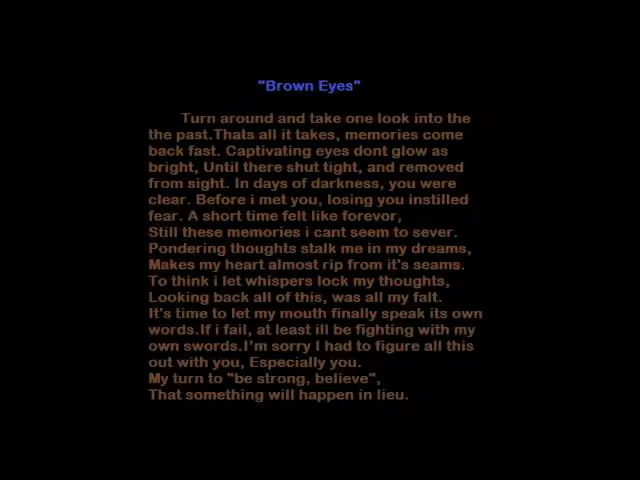 "Brown Eyes"
Turn around and take one look into the
the past.Thats all it takes, memories come
back fast. Captivating eyes dont glow as
bright, Until there shut tight, and removed
from sight. In days of darkness, you were
clear. Before i met you, losing you instilled
fear. A short time felt like forevor,
Still these memories i cant seem to sever.
Pondering thoughts stalk me in my dreams,
Makes my heart almost rip from it's seams.
To think i let whispers lock my thoughts,
Looking back all of this, was all my falt.
It's time to let my mouth finally speak its own
words.If i fail, at least ill be fighting with my
own swords.I'm sorry I had to figure all this
out with you, Especially you.
My turn to "be strong, believe",
That something will happen in lieu.